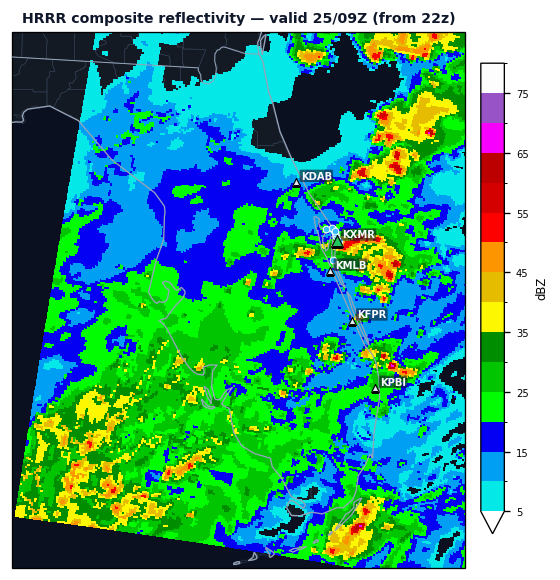 HRRR composite reflectivity — valid 25/09Z (from 22z)
KDAB
KXMR
KMLB
KFPR
KPBI
75
65
55
45
35
25
15
5
dBZ